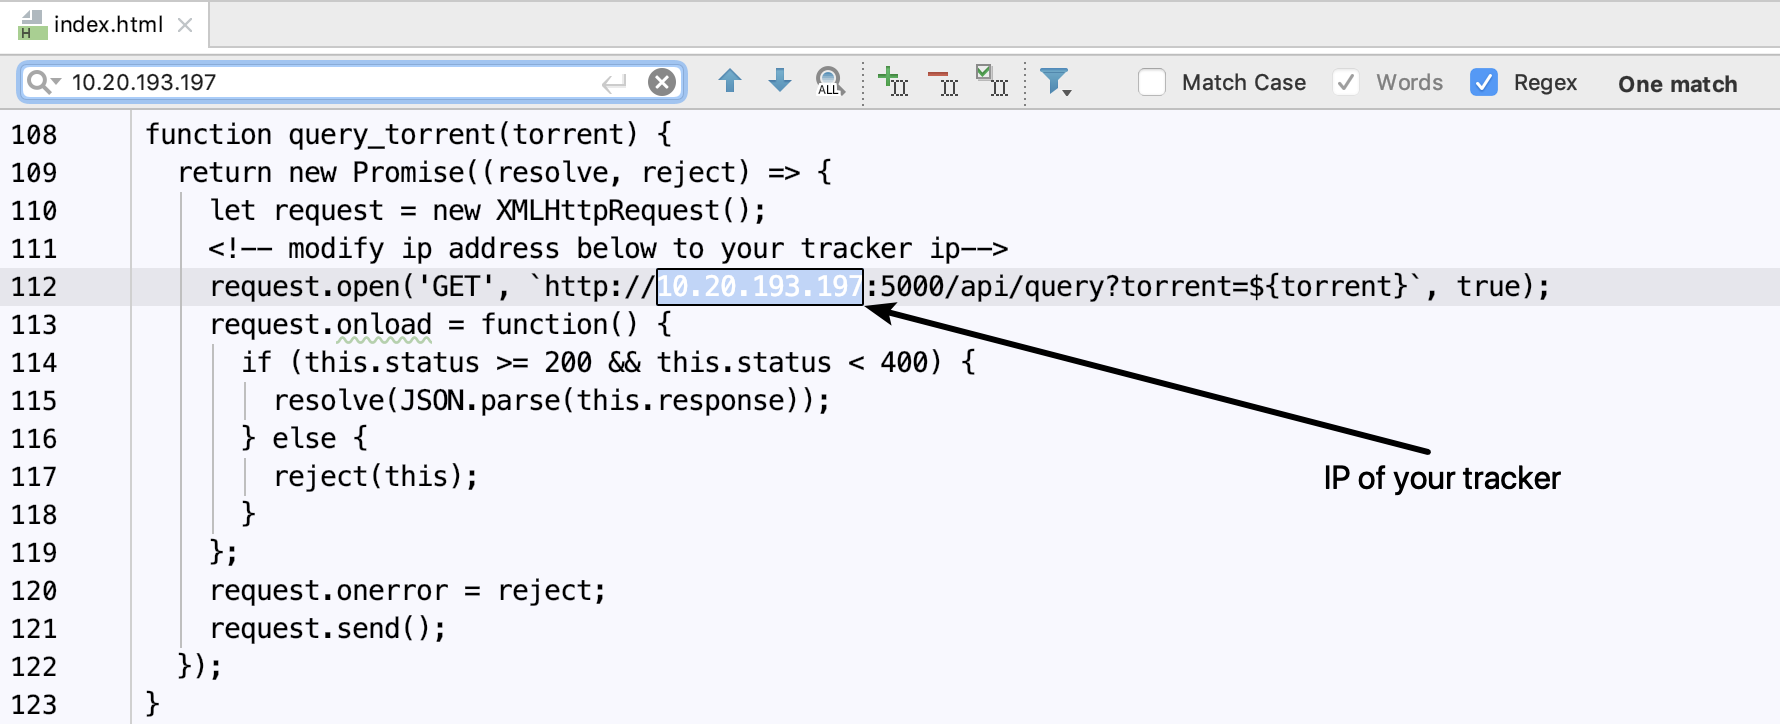 index.html
10.20.193.197 ALL Match Case Words Regex One match
108 function query_torrent(torrent) {
109 return new Promise((resolve, reject) => {
110 let request = new XMLHttpRequest();
111 <!-- modify ip address below to your tracker ip-->
112 request.open('GET', `http://10.20.193.197:5000/api/query?torrent=${torrent}`, true);
113 request.onload = function() {
114 if (this.status >= 200 && this.status < 400) {
115 resolve(JSON.parse(this.response));
116 } else {
117 reject(this);
IP of your tracker
118 }
119 };
120 request.onerror = reject;
121 request.send();
122 });
123 }